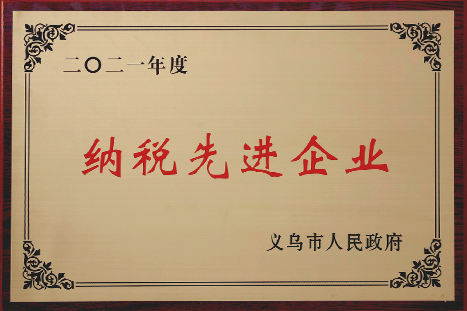 二〇二一年度
纳税先进企业
义乌市人民政府